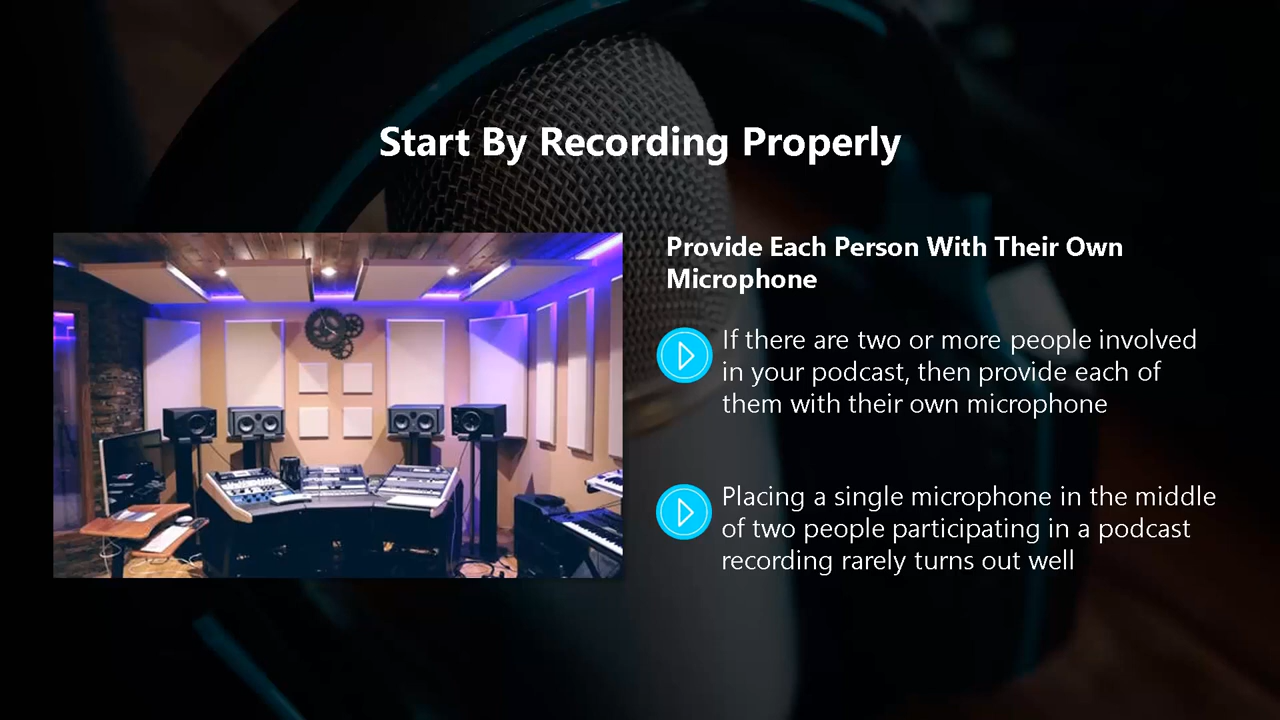 Start By Recording Properly
Provide Each Person With Their Own
Microphone
If there are two or more people involved
in your podcast, then provide each of
them with their own microphone
Placing a single microphone in the middle
of two people participating in a podcast
recording rarely turns out well